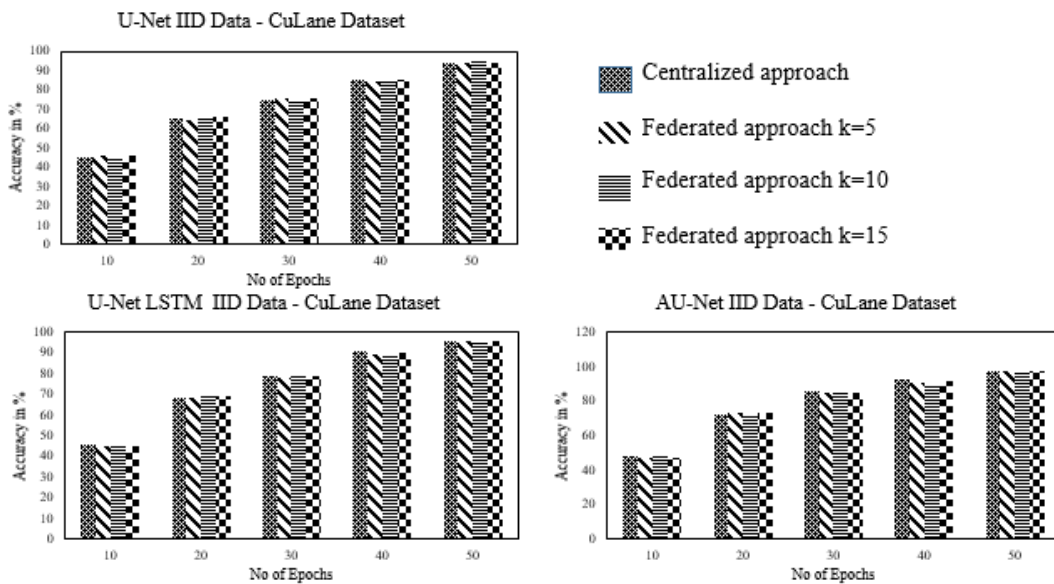 U-Net IID Data - CuLane Dataset
Accuracy in %
100
90
80
70
60
50
40
30
20
10
0
10 20 30 40 50
No of Epochs
Centralized approach
Federated approach k=5
Federated approach k=10
Federated approach k=15
U-Net LSTM IID Data - CuLane Dataset
Accuracy in %
100
90
80
70
60
50
40
30
20
10
0
10 20 30 40 50
No of Epochs
AU-Net IID Data - CuLane Dataset
Accuracy in %
120
100
80
60
40
20
0
10 20 30 40 50
No of Epochs